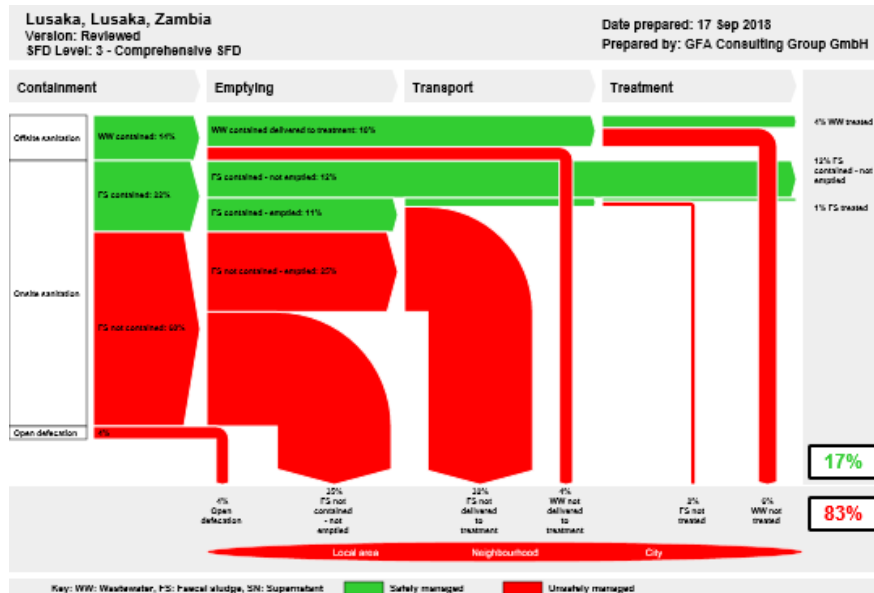 Lusaka, Lusaka, Zambia
Version: Reviewed
SFD Level: 3 - Comprehensive SFD
Date prepared: 17 Sep 2018
Prepared by: GFA Consulting Group GmbH
Containment
Emptying
Transport
Treatment
Offsite sanitation
WW contained: 14%
WW contained delivered to treatment: 10%
4% WW treated
FS contained - not emptied: 12%
12% FS
contained - not
emptied
FS contained: 22%
FS contained - emptied: 11%
1% FS treated
FS not contained - emptied:
Onsite sanitation
FS not contained:
Open defecation
4%
17%
83%
4%
Open
defecation
35%
FS not
contained
- not
emptied
FS not
delivered
to
treatment
4%
WW not
delivered
to
treatment
2%
FS not
treated
6%
WW not
treated
Local area
Neighbourhood
City
Key: WW: Wastewater, FS: Faecal sludge, SN: Supernatant
Safely managed
Unsafely managed